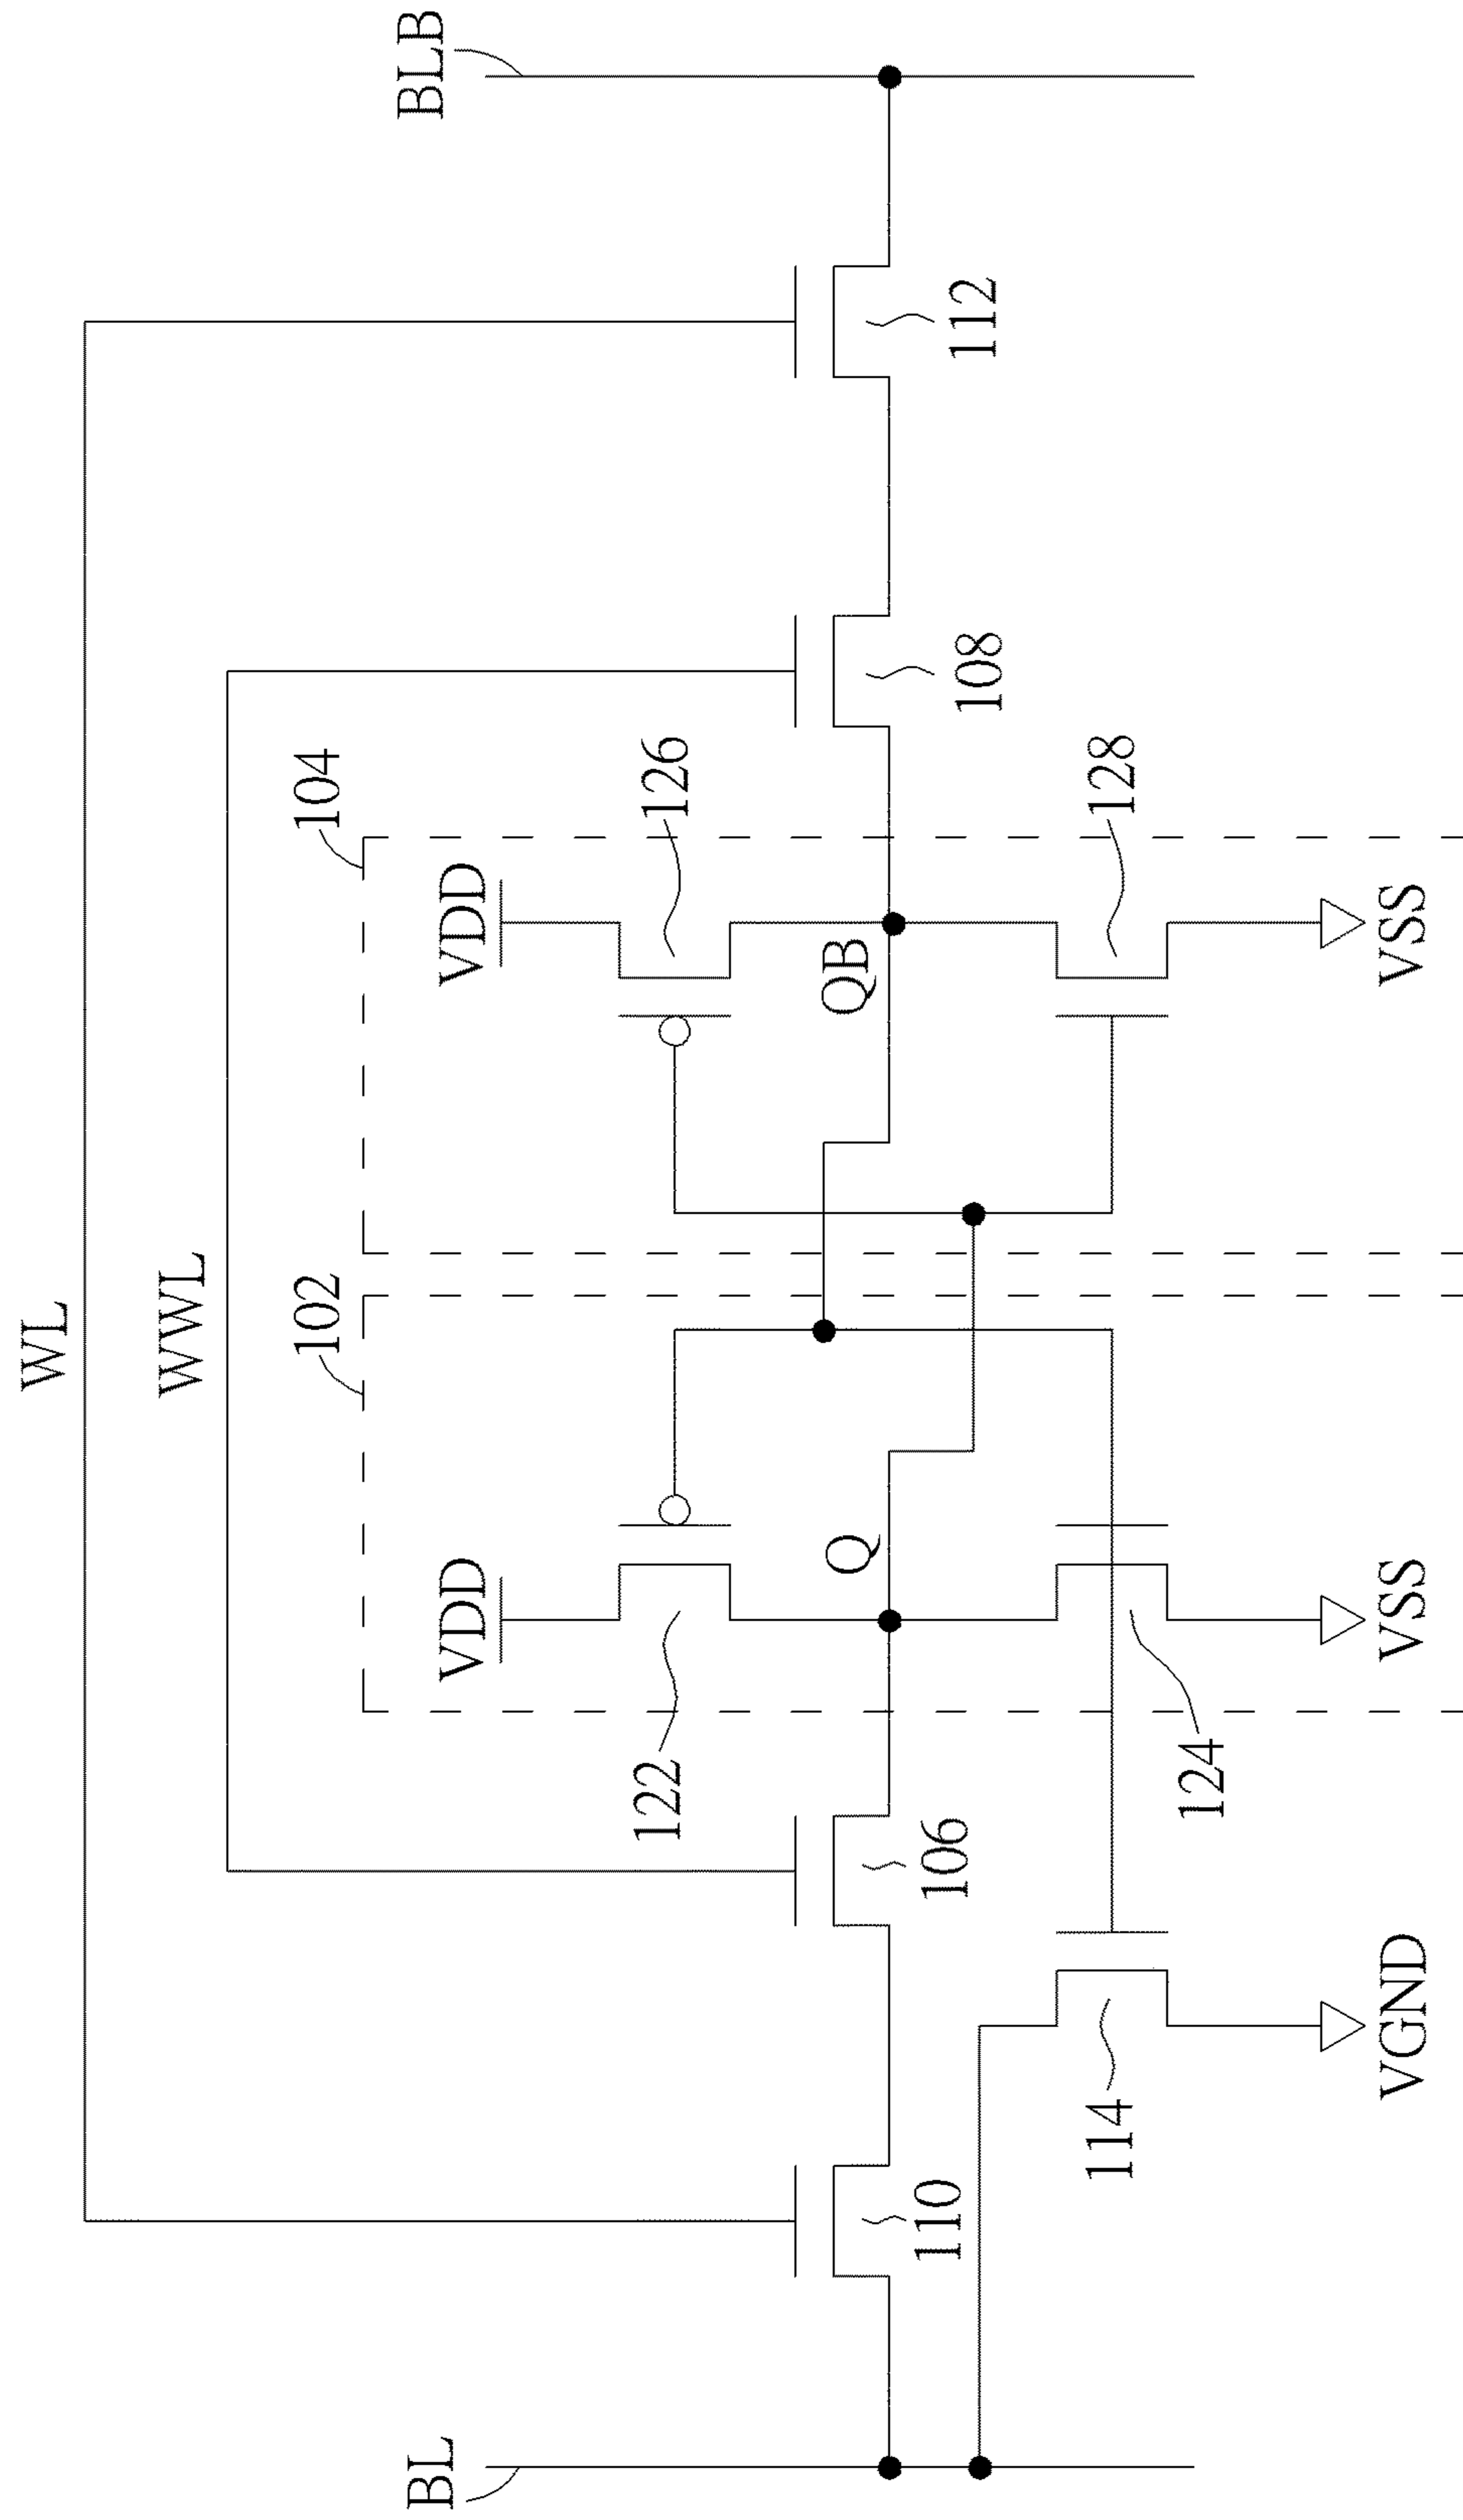 WL
WWL
102
104
BL
BLB
VDD
VDD
122
126
Q
QB
110
106
108
112
114
124
128
VGND
VSS
VSS